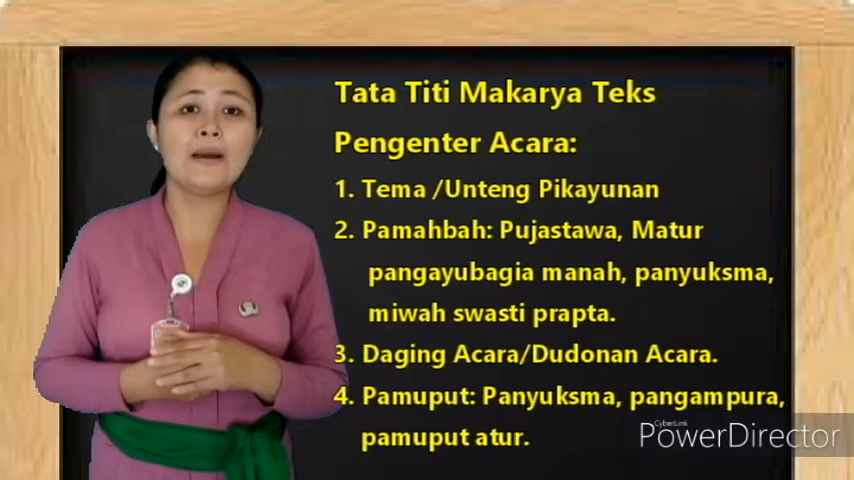 Tata Titi Makarya Teks
Pengenter Acara:
1. Tema /Unteng Pikayunan
2. Pamahbah: Pujastawa, Matur
pangayubagia manah, panyuksma,
miwah swasti prapta.
3. Daging Acara/Dudonan Acara.
4. Pamuput: Panyuksma, pangampura,
pamuput atur.
CyberLink
PowerDirector